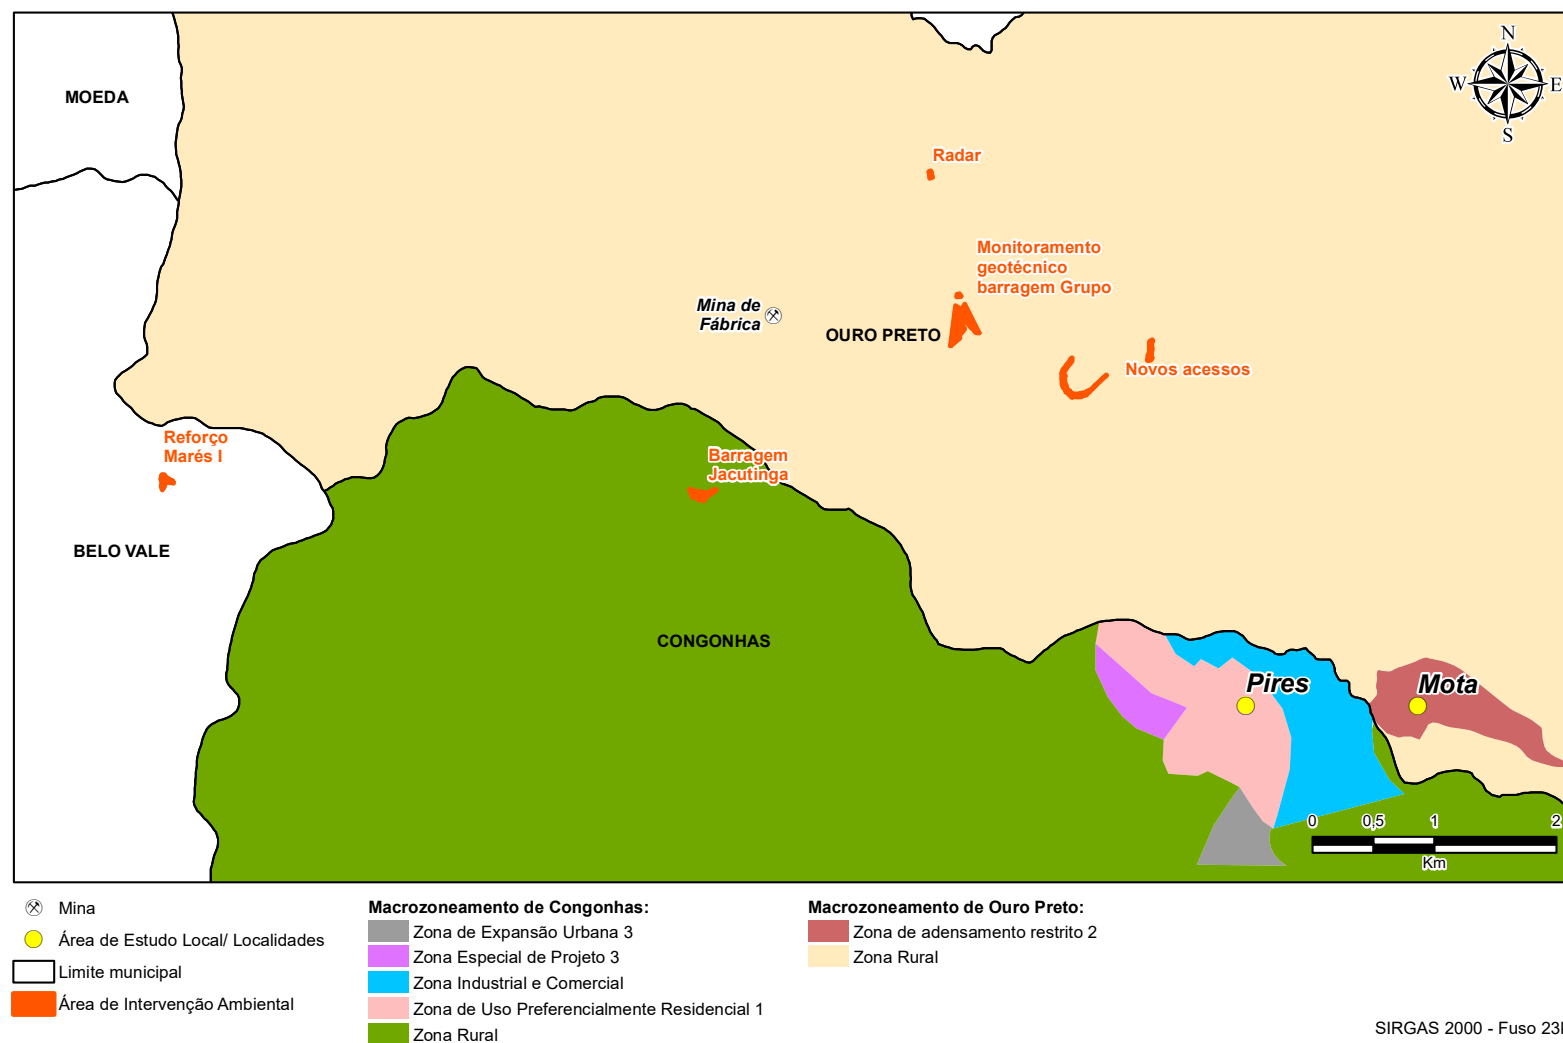 N
W
E
S
MOEDA
Radar
Monitoramento
geotécnico
barragem Grupo
Mina de
Fábrica
OURO PRETO
Novos acessos
Reforço
Marés I
Barragem
Jacutinga
BELO VALE
CONGONHAS
Pires
Mota
0 0,5 1 2
Km
Mina
Área de Estudo Local/ Localidades
Limite municipal
Área de Intervenção Ambiental
Macrozoneamento de Congonhas:
Zona de Expansão Urbana 3
Zona Especial de Projeto 3
Zona Industrial e Comercial
Zona de Uso Preferencialmente Residencial 1
Zona Rural
Macrozoneamento de Ouro Preto:
Zona de adensamento restrito 2
Zona Rural
SIRGAS 2000 - Fuso 23